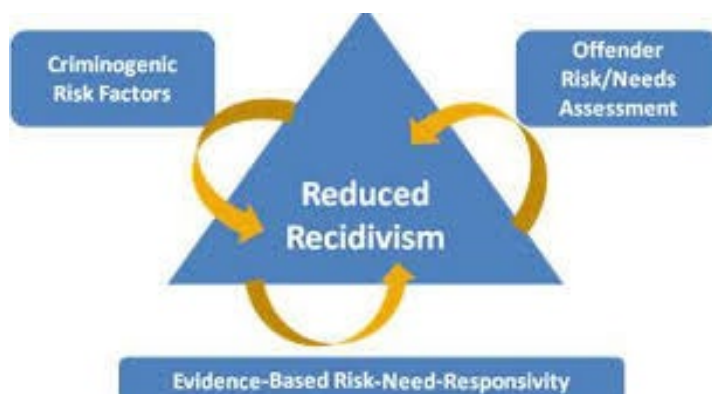 Criminogenic
Risk Factors
Offender
Risk/Needs
Assessment
Reduced
Recidivism
Evidence-Based Risk-Need-Responsivity